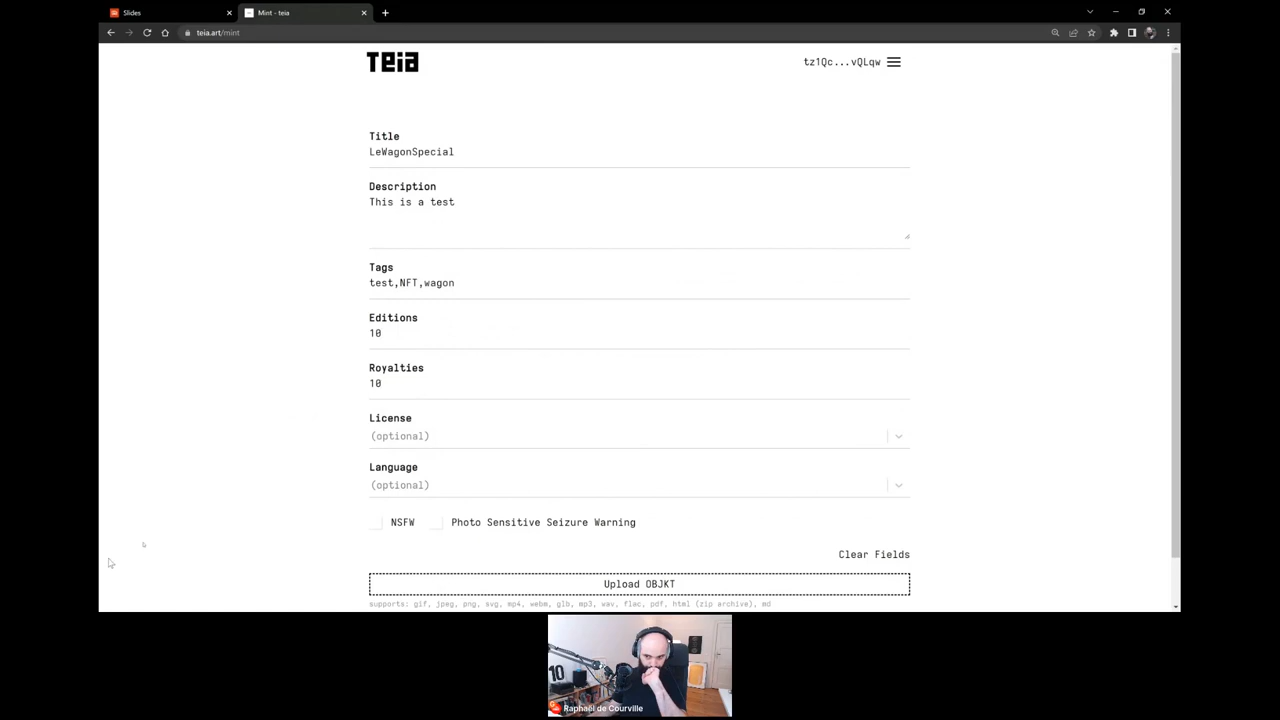 Slides
Mint - teia
teia.art/mint
Teia
tz1Qc...vQLqw
Title
LeWagonSpecial
Description
This is a test
Tags
test,NFT,wagon
Editions
10
Royalties
10
License
(optional)
Language
(optional)
NSFW
Photo Sensitive Seizure Warning
Clear Fields
Upload OBJKT
supports: gif, jpeg, png, svg, mp4, webm, glb, mp3, wav, flac, pdf, html (zip archive), md
10
Raphaël de Courville